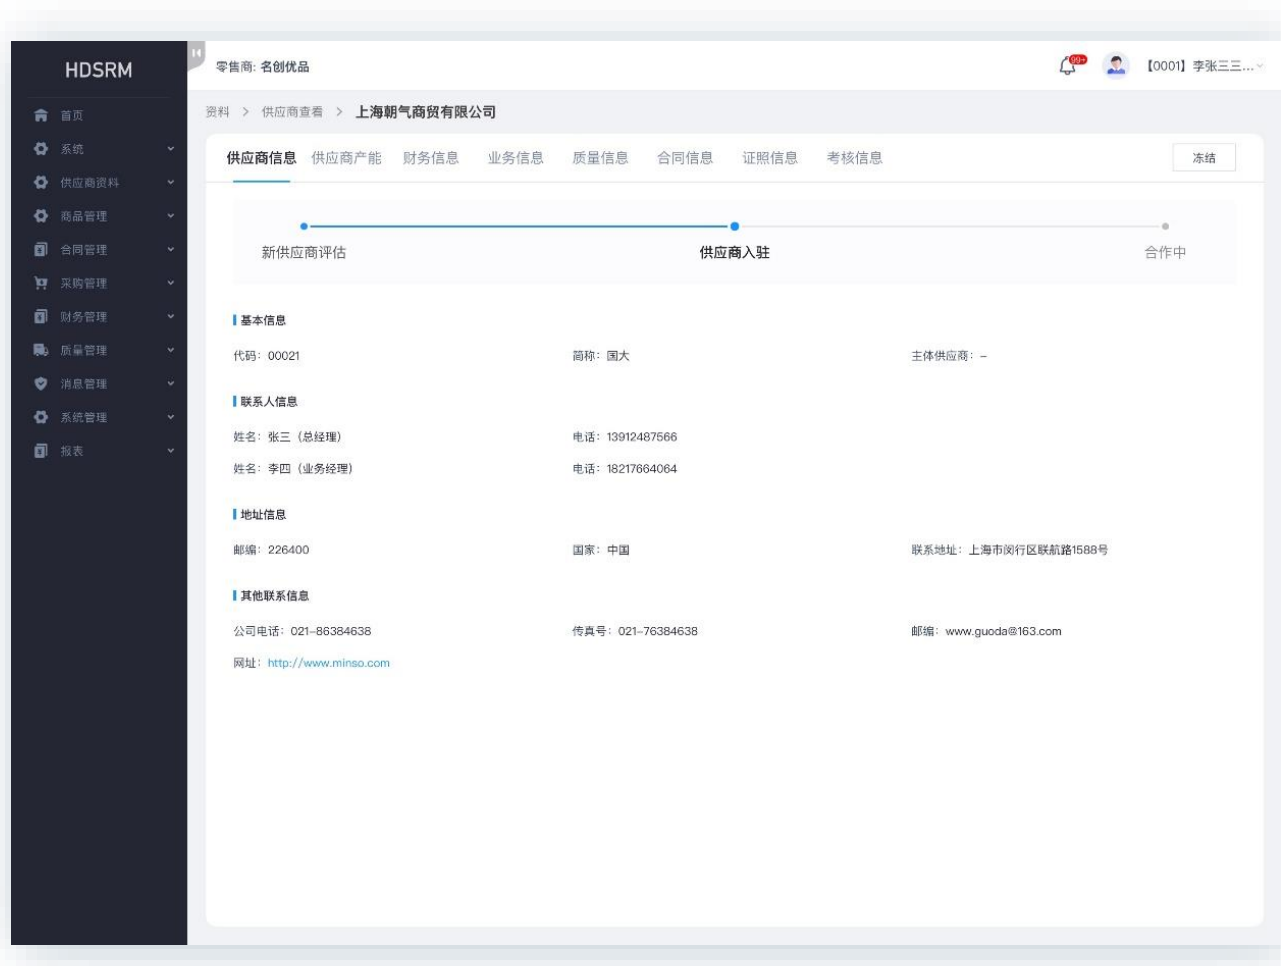 HDSRM
零售商: 名创优品
99+
【0001】李张三三...
首页
系统
供应商资料
商品管理
合同管理
采购管理
财务管理
质量管理
消息管理
系统管理
报表
资料 > 供应商查看 > 上海朝气商贸有限公司
供应商信息 供应商产能 财务信息 业务信息 质量信息 合同信息 证照信息 考核信息
冻结
新供应商评估 供应商入驻 合作中
基本信息
代码: 00021 简称: 国大 主体供应商: –
联系人信息
姓名: 张三（总经理） 电话: 13912487566
姓名: 李四（业务经理） 电话: 18217664064
地址信息
邮编: 226400 国家: 中国 联系地址: 上海市闵行区联航路1588号
其他联系信息
公司电话: 021–86384638 传真号: 021–76384638 邮编: www.guoda@163.com
网址: http://www.minso.com